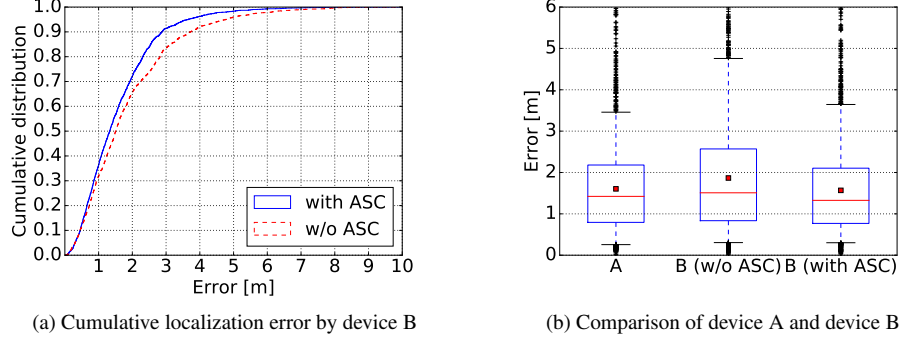 1.0
0.9
0.8
0.7
0.6
0.5
0.4
0.3
0.2
0.1
0.0
Cumulative distribution
with ASC
w/o ASC
1 2 3 4 5 6 7 8 9 10
Error [m]
(a) Cumulative localization error by device B
6
5
4
3
2
1
0
Error [m]
A B (w/o ASC) B (with ASC)
(b) Comparison of device A and device B